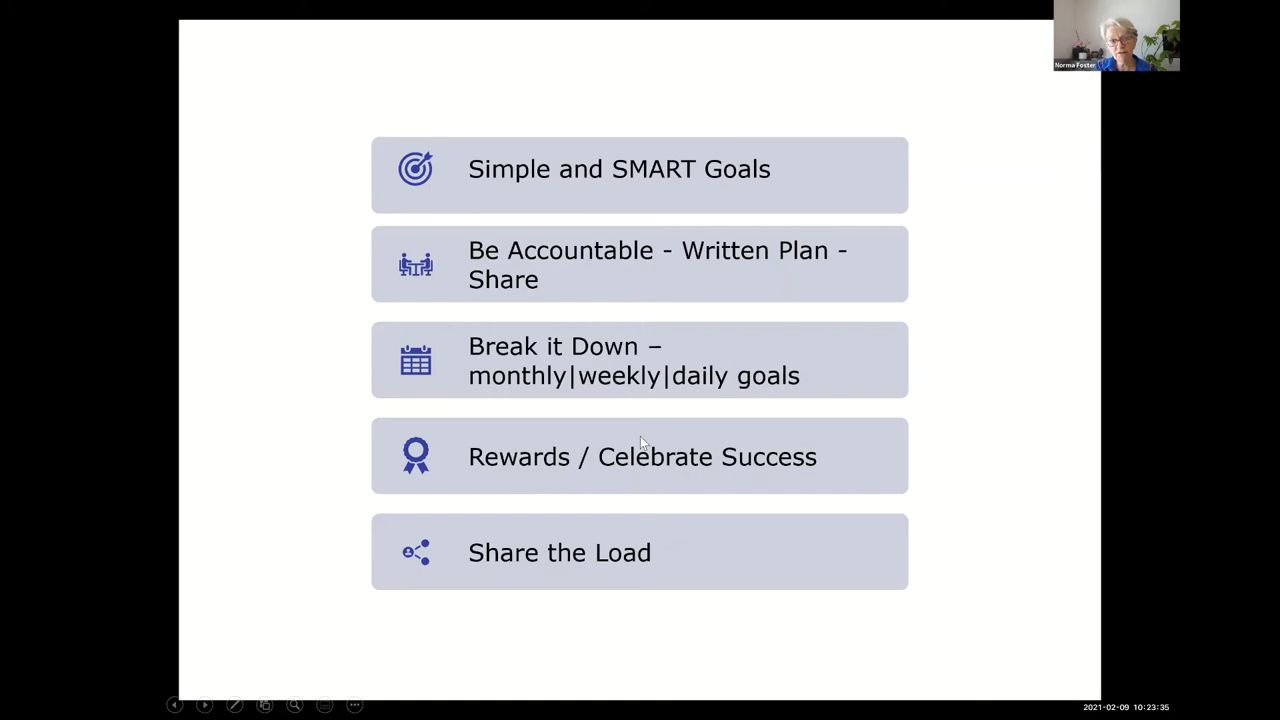 Norma Foster
Simple and SMART Goals
Be Accountable - Written Plan -
Share
Break it Down –
monthly|weekly|daily goals
Rewards / Celebrate Success
Share the Load
2021-02-09 10:23:35